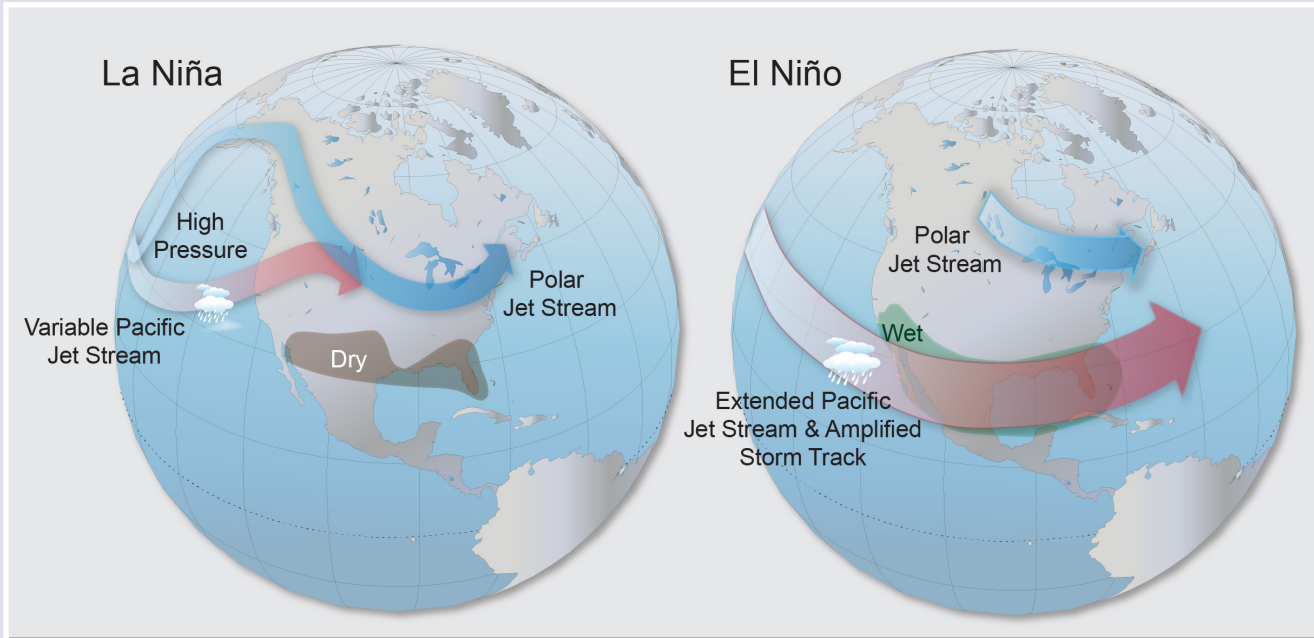 La Niña
High
Pressure
Variable Pacific
Jet Stream
Polar
Jet Stream
Dry
El Niño
Polar
Jet Stream
Wet
Extended Pacific
Jet Stream & Amplified
Storm Track